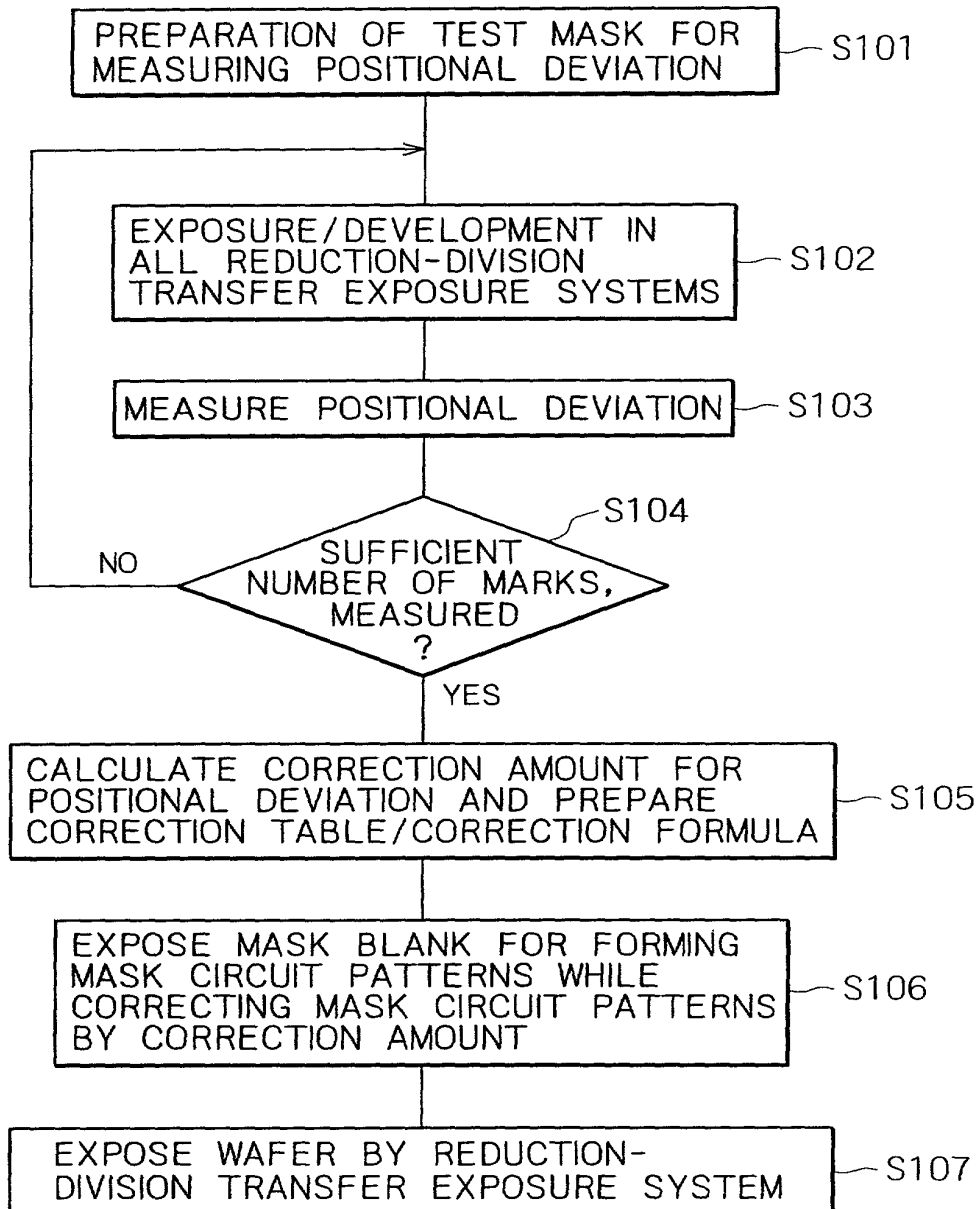 PREPARATION OF TEST MASK FOR
MEASURING POSITIONAL DEVIATION
S101
EXPOSURE/DEVELOPMENT IN
ALL REDUCTION-DIVISION
TRANSFER EXPOSURE SYSTEMS
S102
MEASURE POSITIONAL DEVIATION
S103
S104
SUFFICIENT
NUMBER OF MARKS,
MEASURED
?
NO
YES
CALCULATE CORRECTION AMOUNT FOR
POSITIONAL DEVIATION AND PREPARE
CORRECTION TABLE/CORRECTION FORMULA
S105
EXPOSE MASK BLANK FOR FORMING
MASK CIRCUIT PATTERNS WHILE
CORRECTING MASK CIRCUIT PATTERNS
BY CORRECTION AMOUNT
S106
EXPOSE WAFER BY REDUCTION-
DIVISION TRANSFER EXPOSURE SYSTEM
S107